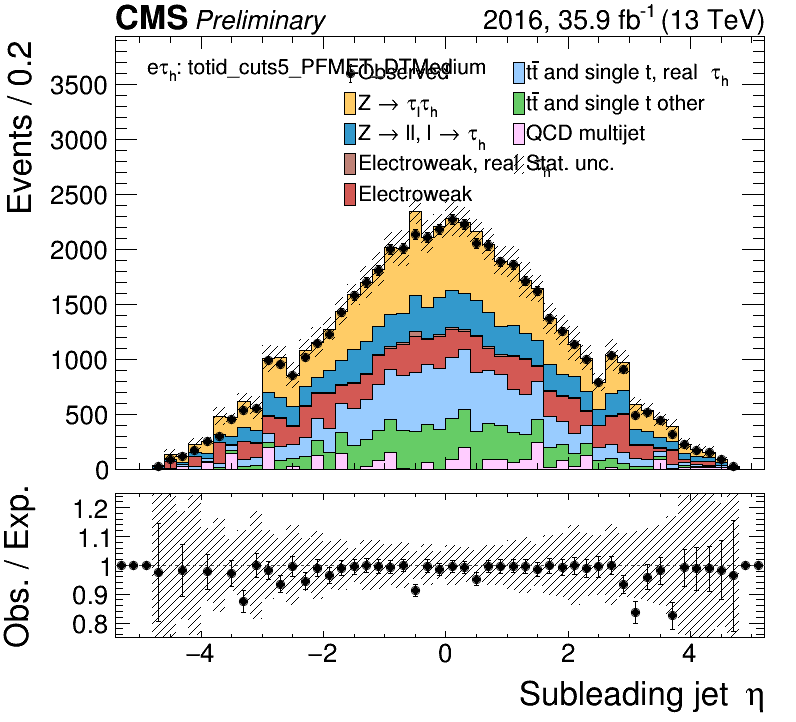 CMS Preliminary 2016, 35.9 fb⁻¹ (13 TeV)
Events / 0.2
eτh: totid_cuts5_PFMET_DTMedium
Observed
Z → τlτh
Z → ll, l → τh
Electroweak, real τh
Electroweak
tt̄ and single t, real τh
tt̄ and single t other
QCD multijet
Stat. unc.
3500
3000
2500
2000
1500
1000
500
0
Obs. / Exp.
1.2
1.1
1
0.9
0.8
−4 −2 0 2 4
Subleading jet η